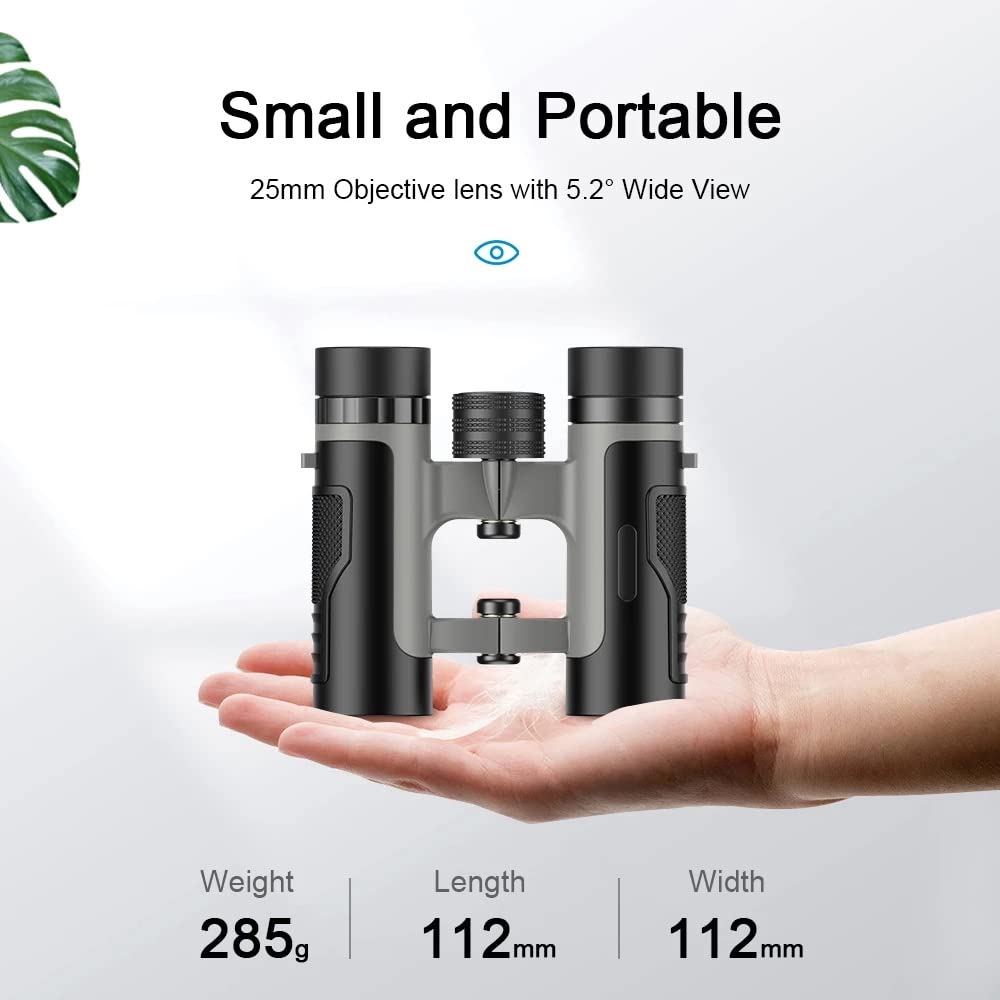 Small and Portable
25mm Objective lens with 5.2° Wide View
Weight
Length
Width
285g
112mm
112mm